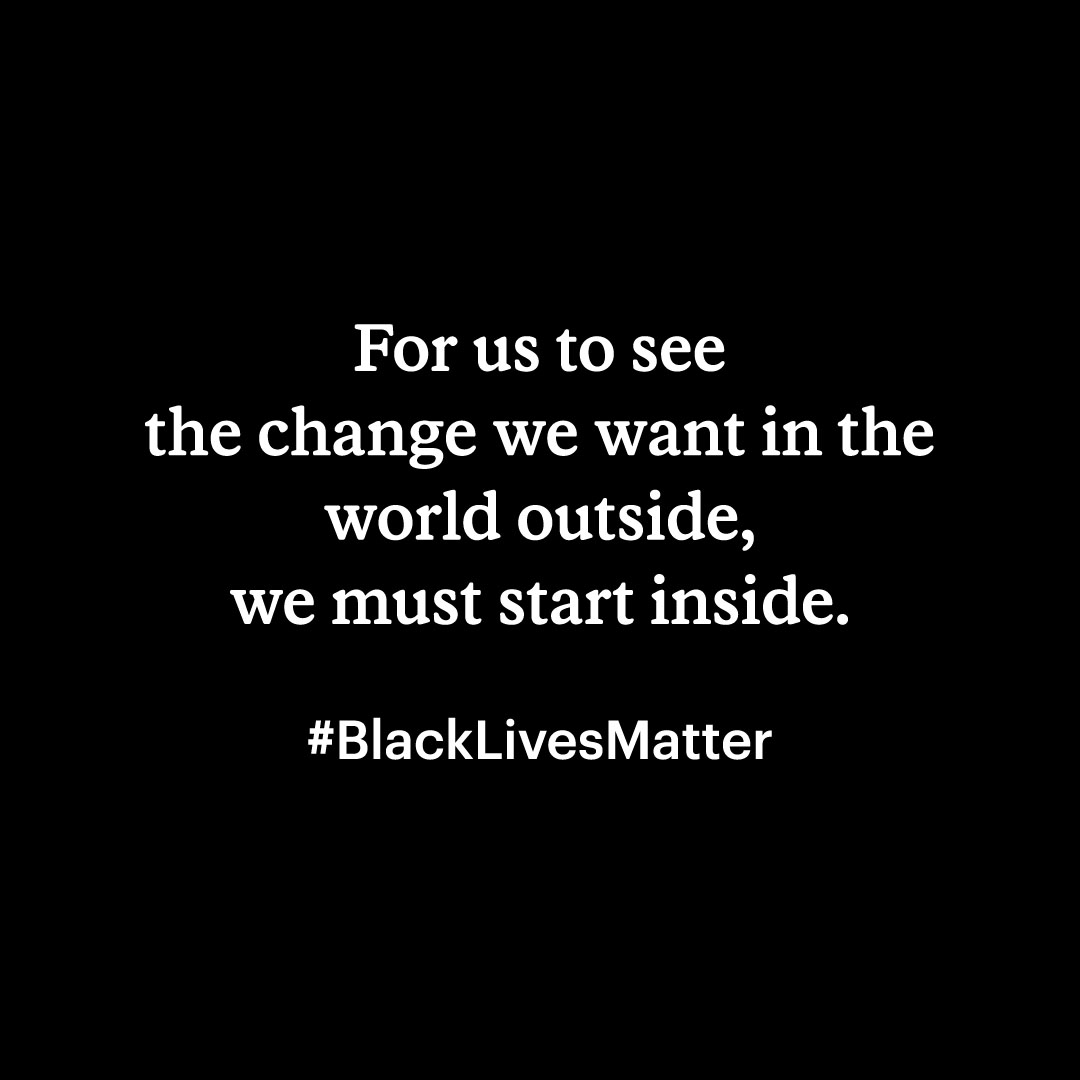 For us to see
the change we want in the
world outside,
we must start inside.
#BlackLivesMatter